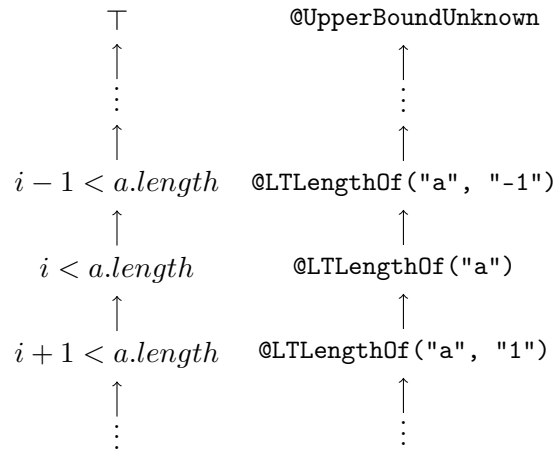 ⊤ @UpperBoundUnknown
⋮ ⋮
i − 1 < a.length @LTLengthOf("a", "-1")
i < a.length @LTLengthOf("a")
i + 1 < a.length @LTLengthOf("a", "1")
⋮ ⋮